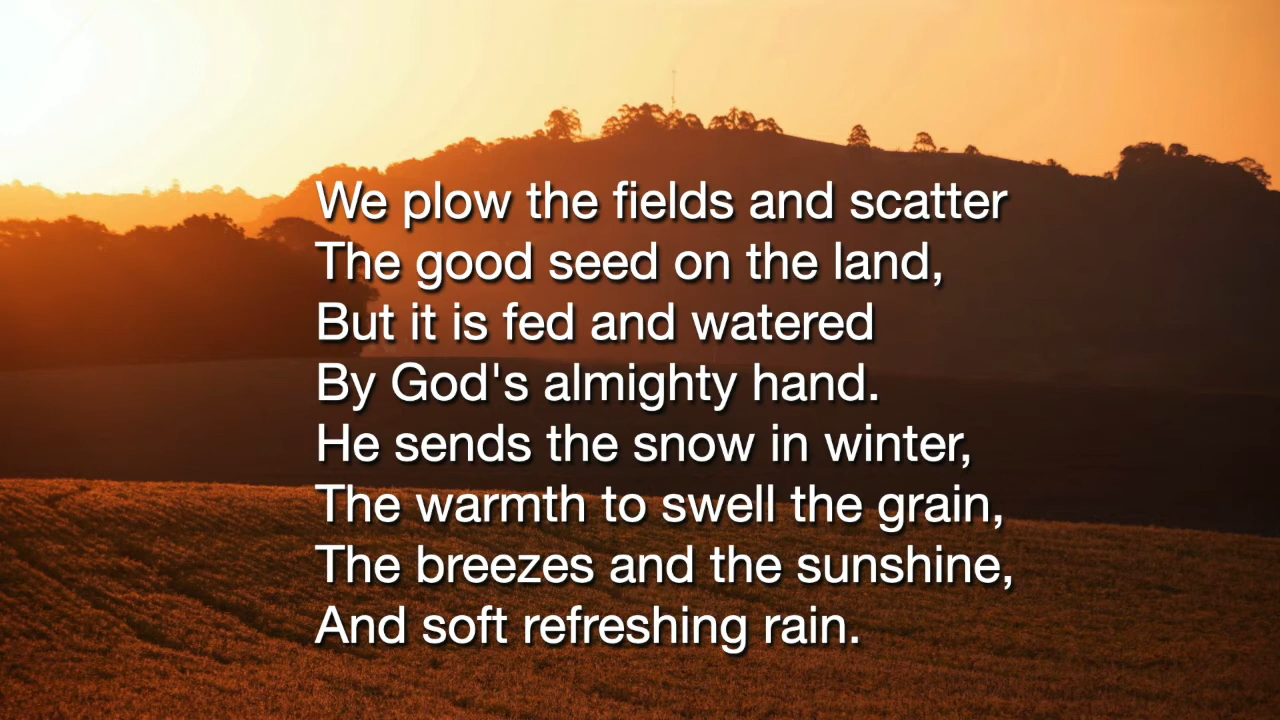 We plow the fields and scatter
The good seed on the land,
But it is fed and watered
By God's almighty hand.
He sends the snow in winter,
The warmth to swell the grain,
The breezes and the sunshine,
And soft refreshing rain.